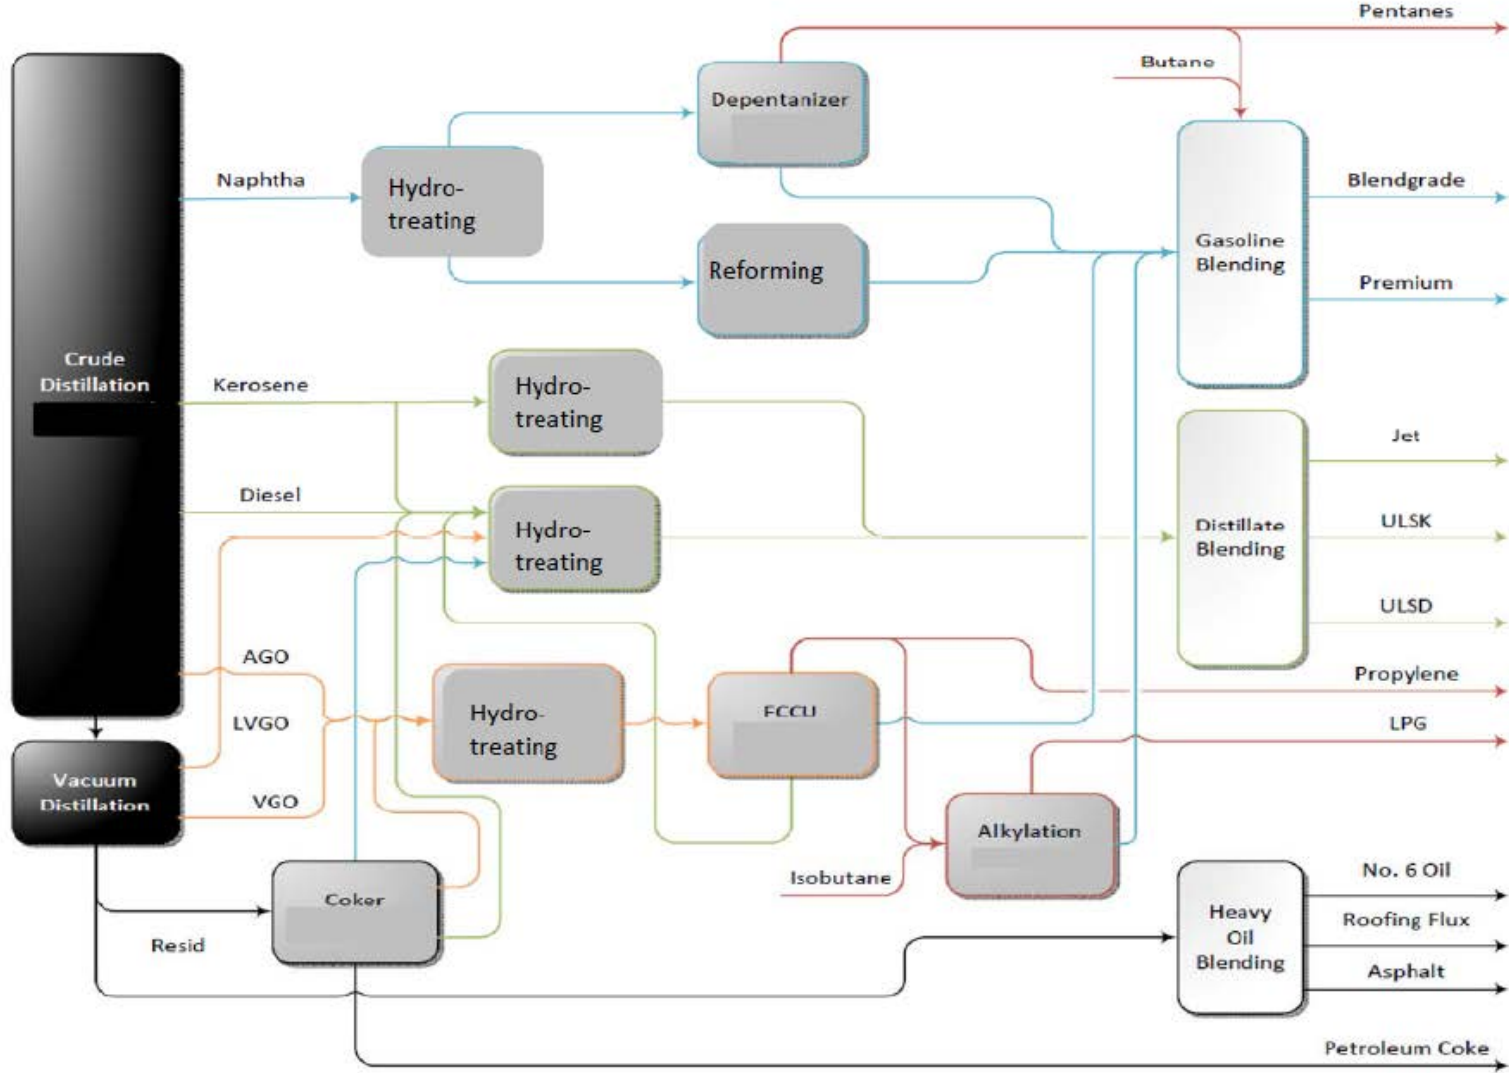 Pentanes
Butane
Depentanizer
Naphtha
Hydro-
treating
Blendgrade
Gasoline
Blending
Reforming
Premium
Crude
Distillation
Kerosene
Hydro-
treating
Jet
Diesel
Hydro-
treating
Distillate
Blending
ULSK
ULSD
AGO
Propylene
LVGO
Hydro-
treating
FCCU
LPG
Vacuum
Distillation
VGO
Alkylation
Isobutane
Coker
No. 6 Oil
Heavy
Oil
Blending
Roofing Flux
Resid
Asphalt
Petroleum Coke